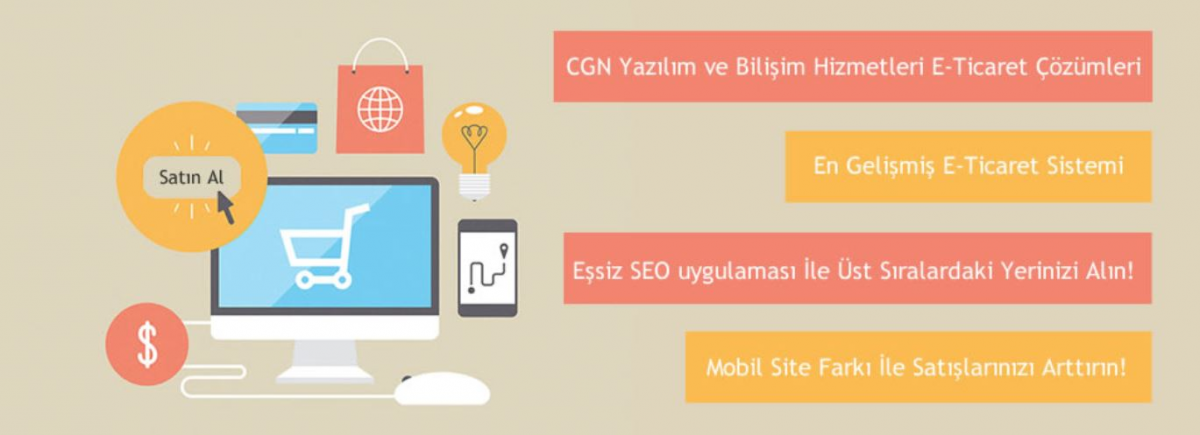 CGN Yazılım ve Bilişim Hizmetleri E-Ticaret Çözümleri
En Gelişmiş E-Ticaret Sistemi
Satın Al
Eşsiz SEO uygulaması İle Üst Sıralardaki Yerinizi Alın!
$
Mobil Site Farkı İle Satışlarınızı Arttırın!